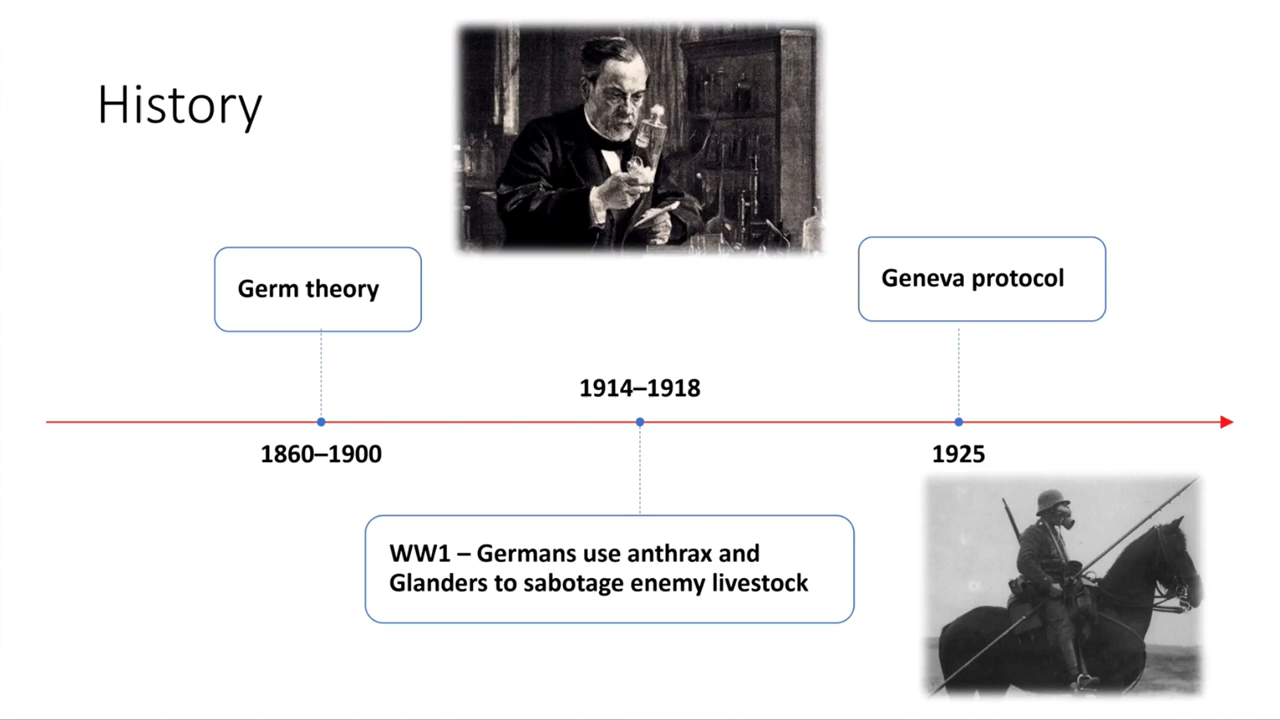 History
Germ theory
Geneva protocol
1914–1918
1860–1900
1925
WW1 – Germans use anthrax and
Glanders to sabotage enemy livestock